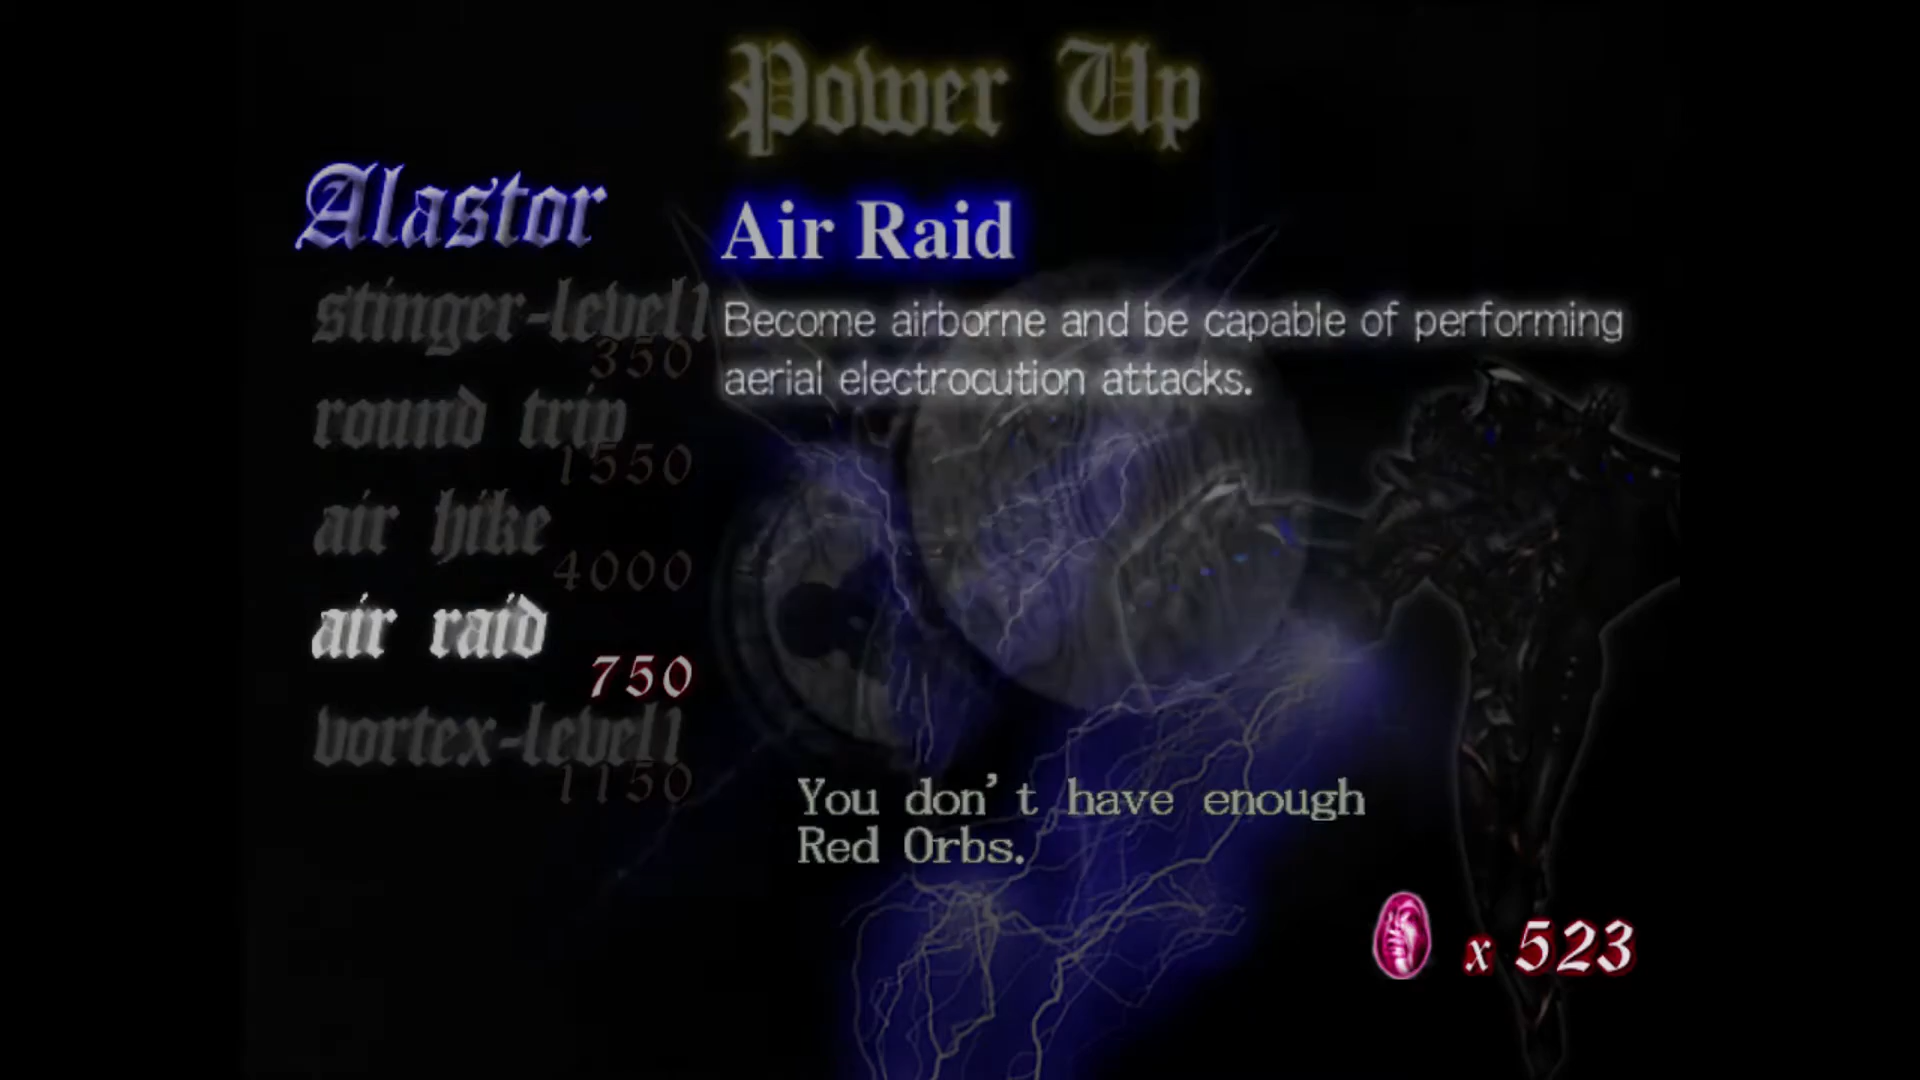 Power Up
Alastor
stinger-level1
350
round trip
1550
air hike
4000
air raid
750
vortex-level1
1150
Air Raid
Become airborne and be capable of performing
aerial electrocution attacks.
You don't have enough
Red Orbs.
x 523